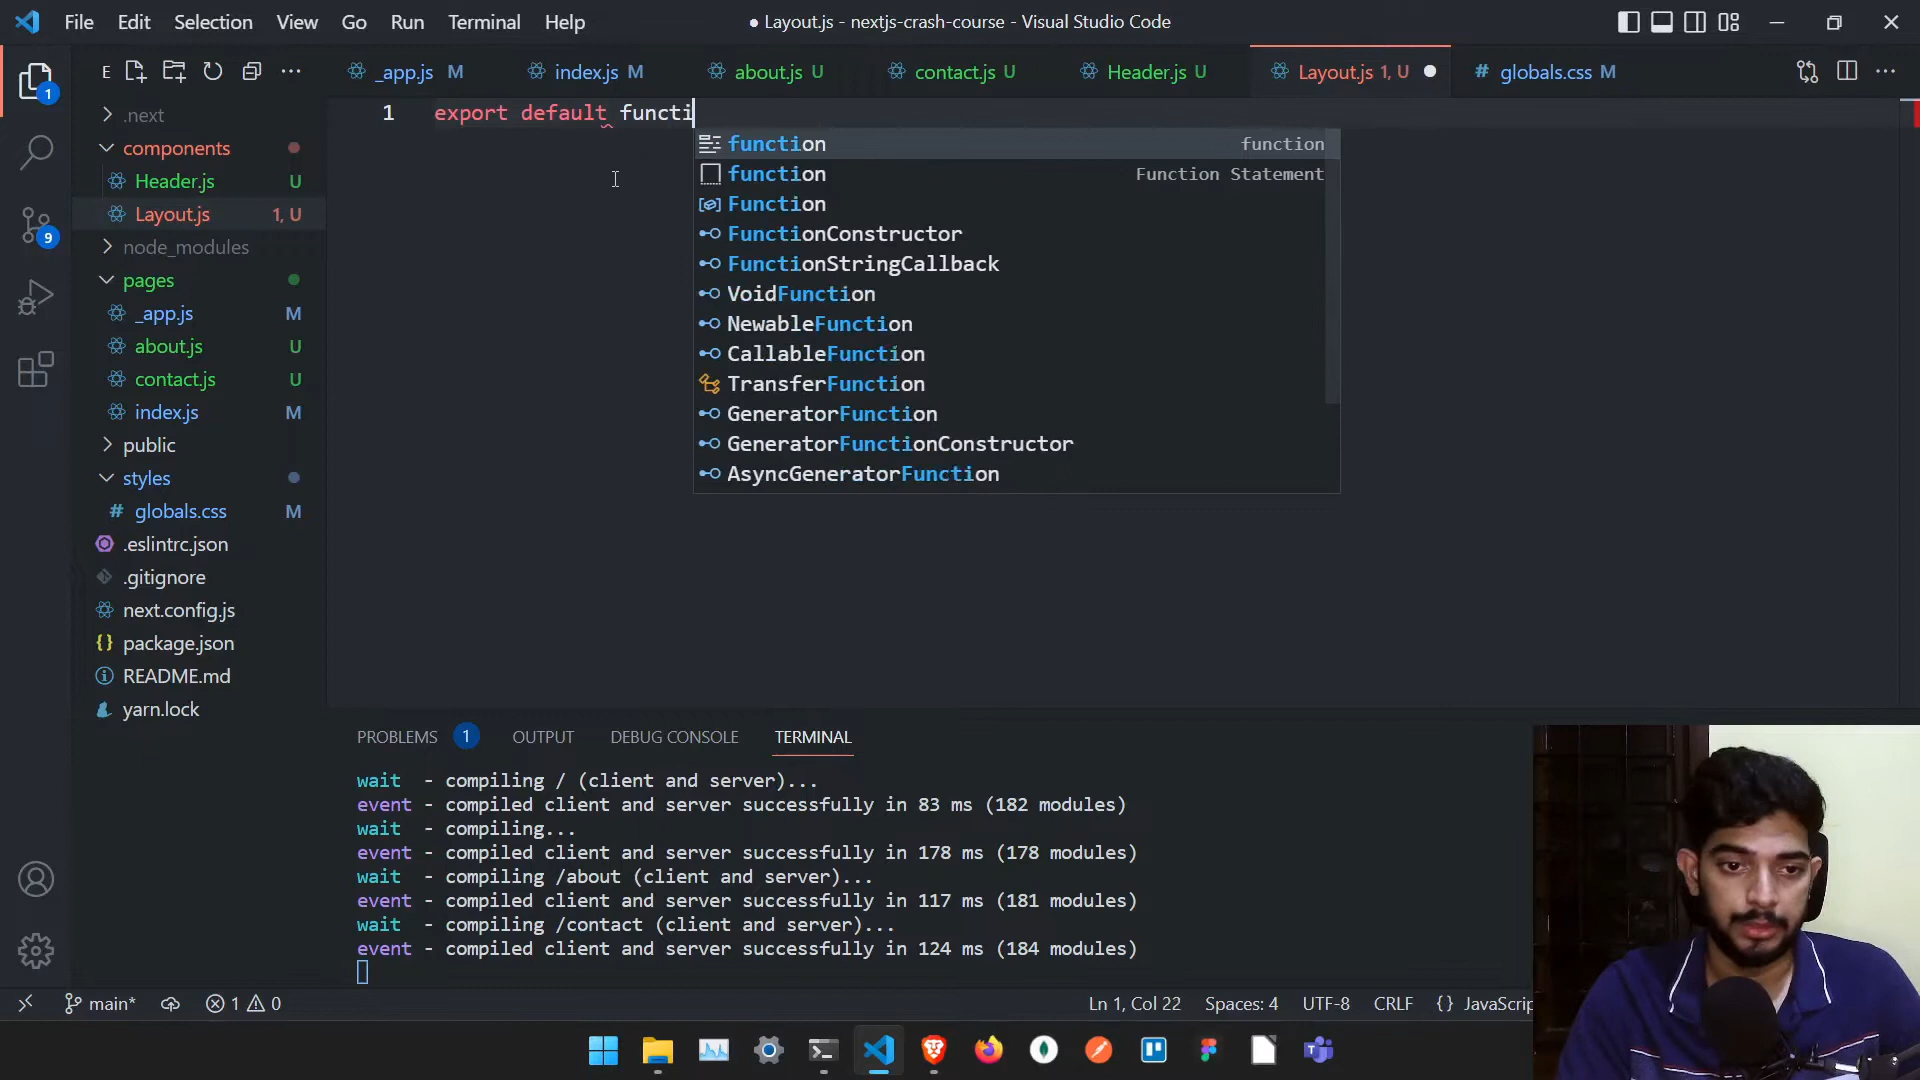 File Edit Selection View Go Run Terminal Help
● Layout.js - nextjs-crash-course - Visual Studio Code
E
_app.js M
index.js M
about.js U
contact.js U
Header.js U
Layout.js 1, U
globals.css M
1
.next
components
Header.js U
Layout.js 1, U
node_modules
pages
_app.js M
about.js U
contact.js U
index.js M
public
styles
globals.css M
.eslintrc.json
.gitignore
next.config.js
package.json
README.md
yarn.lock
9
1 export default functi
function function
function Function Statement
Function
FunctionConstructor
FunctionStringCallback
VoidFunction
NewableFunction
CallableFunction
TransferFunction
GeneratorFunction
GeneratorFunctionConstructor
AsyncGeneratorFunction
PROBLEMS 1 OUTPUT DEBUG CONSOLE TERMINAL
wait - compiling / (client and server)...
event - compiled client and server successfully in 83 ms (182 modules)
wait - compiling...
event - compiled client and server successfully in 178 ms (178 modules)
wait - compiling /about (client and server)...
event - compiled client and server successfully in 117 ms (181 modules)
wait - compiling /contact (client and server)...
event - compiled client and server successfully in 124 ms (184 modules)
main* 1 0
Ln 1, Col 22 Spaces: 4 UTF-8 CRLF {} JavaScrip